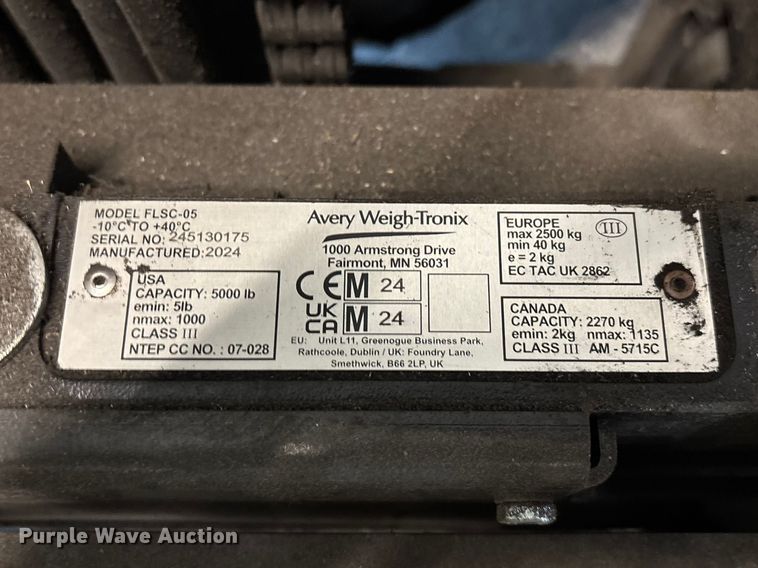 MODEL FLSC-05
-10°C TO +40°C
SERIAL NO: 245130175
MANUFACTURED: 2024
USA
CAPACITY: 5000 lb
emin: 5lb
nmax: 1000
CLASS III
NTEP CC NO. : 07-028
Avery Weigh-Tronix
1000 Armstrong Drive
Fairmont, MN 56031
CE M 24
UK CA M 24
EU: Unit L11, Greenogue Business Park,
Rathcoole, Dublin / UK: Foundry Lane,
Smethwick, B66 2LP, UK
EUROPE III
max 2500 kg
min 40 kg
e = 2 kg
EC TAC UK 2862
CANADA
CAPACITY: 2270 kg
emin: 2kg nmax: 1135
CLASS III AM - 5715C
Purple Wave Auction